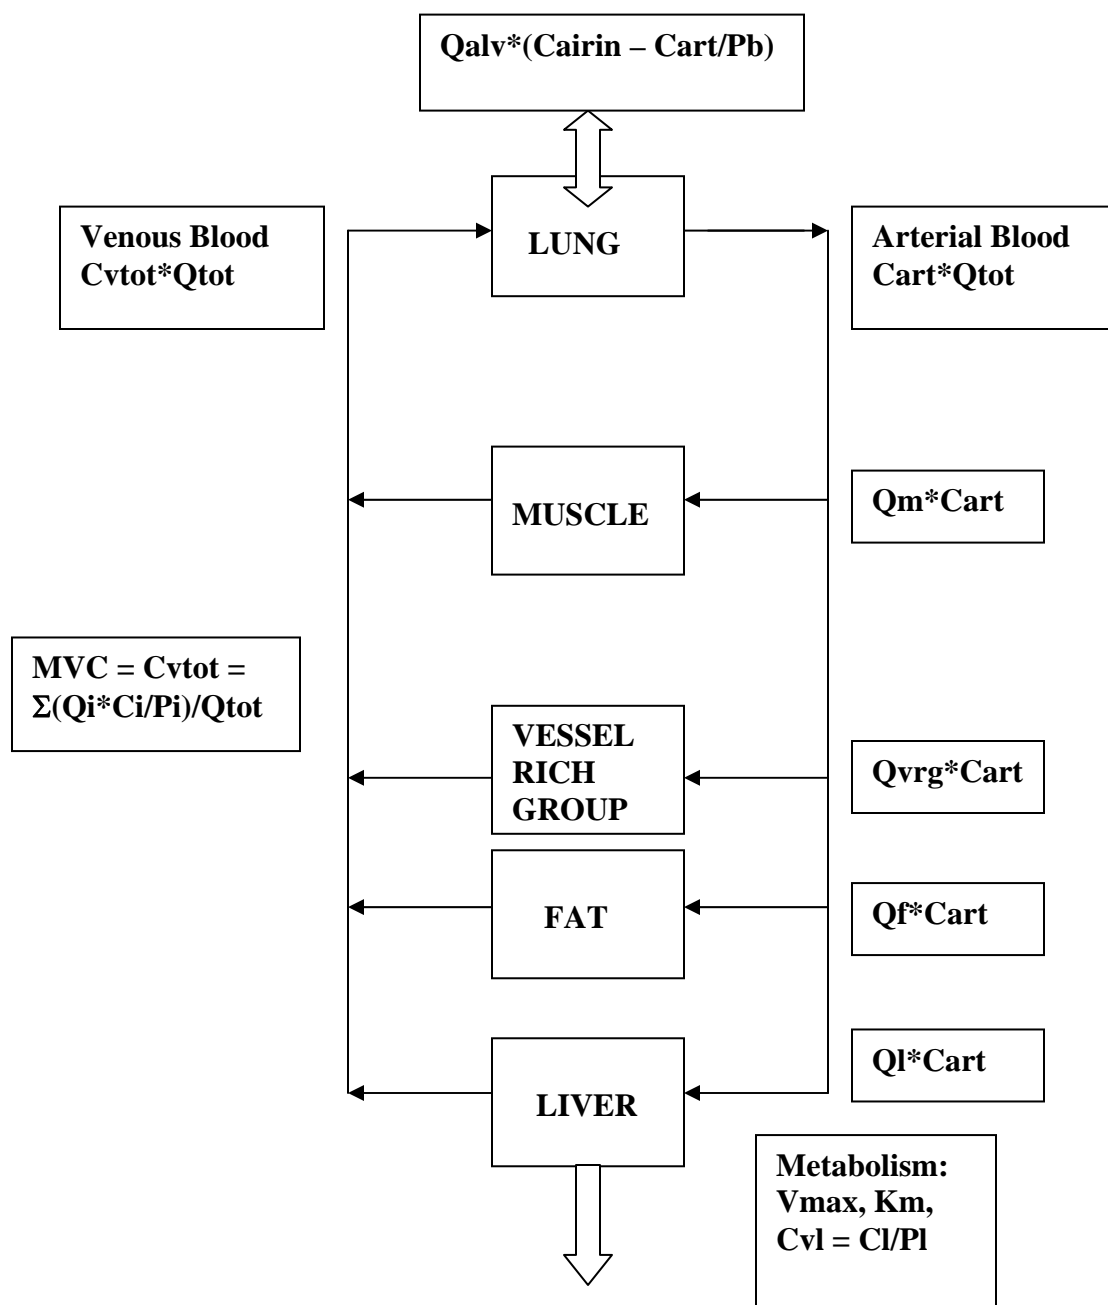 Qalv*(Cairin – Cart/Pb)
Venous Blood
Cvtot*Qtot
LUNG
Arterial Blood
Cart*Qtot
MUSCLE
Qm*Cart
MVC = Cvtot =
Σ(Qi*Ci/Pi)/Qtot
VESSEL
RICH
GROUP
Qvrg*Cart
FAT
Qf*Cart
LIVER
Ql*Cart
Metabolism:
Vmax, Km,
Cvl = Cl/Pl